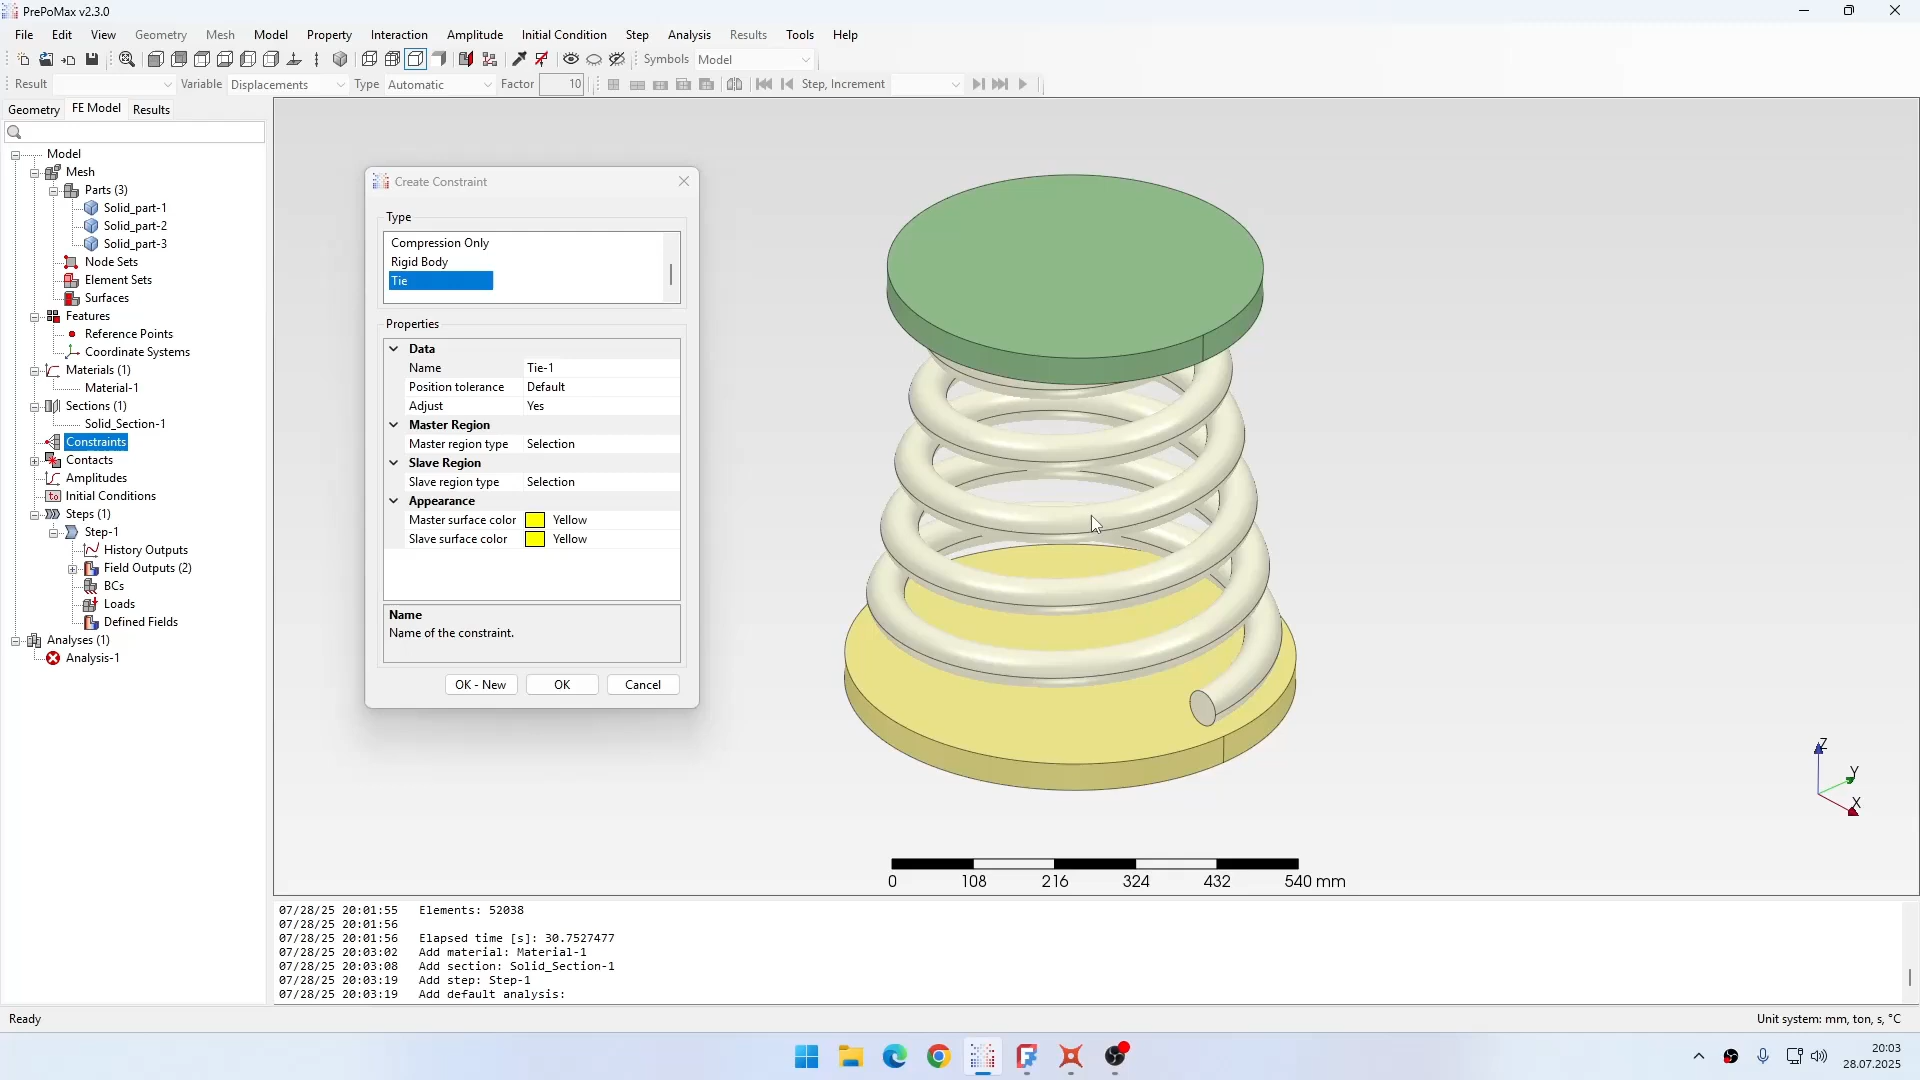 PrePoMax v2.3.0
File Edit View Geometry Mesh Model Property Interaction Amplitude Initial Condition Step Analysis Results Tools Help
Symbols Model
Result Variable Displacements Type Automatic Factor 10 Step, Increment
Geometry FE Model Results
Model
Mesh
Parts (3)
Solid_part-1
Solid_part-2
Solid_part-3
Node Sets
Element Sets
Surfaces
Features
Reference Points
Coordinate Systems
Materials (1)
Material-1
Sections (1)
Solid_Section-1
Constraints
Contacts
Amplitudes
Initial Conditions
Steps (1)
Step-1
History Outputs
Field Outputs (2)
BCs
Loads
Defined Fields
Analyses (1)
Analysis-1
Create Constraint
Type
Compression Only
Rigid Body
Tie
Properties
Data
Name Tie-1
Position tolerance Default
Adjust Yes
Master Region
Master region type Selection
Slave Region
Slave region type Selection
Appearance
Master surface color Yellow
Slave surface color Yellow
Name
Name of the constraint.
OK - New OK Cancel
Z
Y
X
0 108 216 324 432 540 mm
07/28/25 20:01:55 Elements: 52038
07/28/25 20:01:56
07/28/25 20:01:56 Elapsed time [s]: 30.7527477
07/28/25 20:03:02 Add material: Material-1
07/28/25 20:03:08 Add section: Solid_Section-1
07/28/25 20:03:19 Add step: Step-1
07/28/25 20:03:19 Add default analysis:
Ready
Unit system: mm, ton, s, °C
20:03
28.07.2025